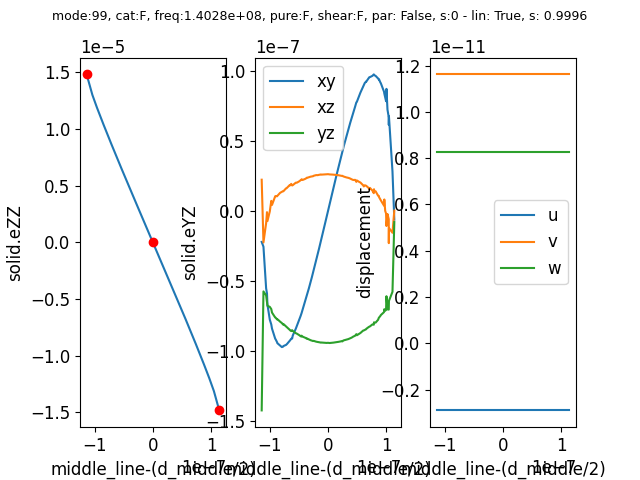 mode:99, cat:F, freq:1.4028e+08, pure:F, shear:F, par: False, s:0 - lin: True, s: 0.9996
1e−5
1e−7
1e−11
1.5
1.0
0.5
0.0
−0.5
−1.0
−1.5
solid.eZZ
−1
0
1
1e−7
middle_line-(d_middle/2)
1.0
0.5
0.0
−0.5
−1.0
−1.5
solid.eYZ
xy
xz
yz
−1
0
1
1e−7
middle_line-(d_middle/2)
1.2
1.0
0.8
0.6
0.4
0.2
0.0
−0.2
displacement
u
v
w
−1
0
1
1e−7
middle_line-(d_middle/2)